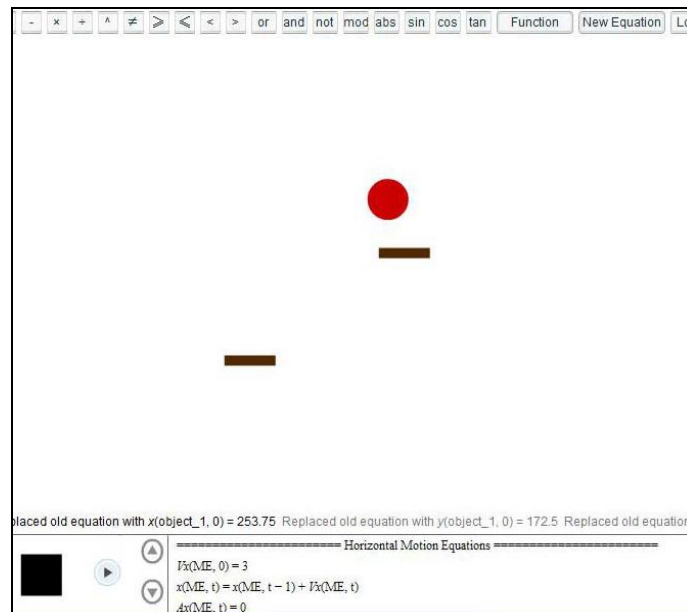 - × ÷ ^ ≠ ⩾ ⩽ < > or and not mod abs sin cos tan Function New Equation
laced old equation with x(object_1, 0) = 253.75 Replaced old equation with y(object_1, 0) = 172.5 Replaced old equation
======================= Horizontal Motion Equations =======================
Vx(ME, 0) = 3
x(ME, t) = x(ME, t − 1) + Vx(ME, t)
Ax(ME, t) = 0